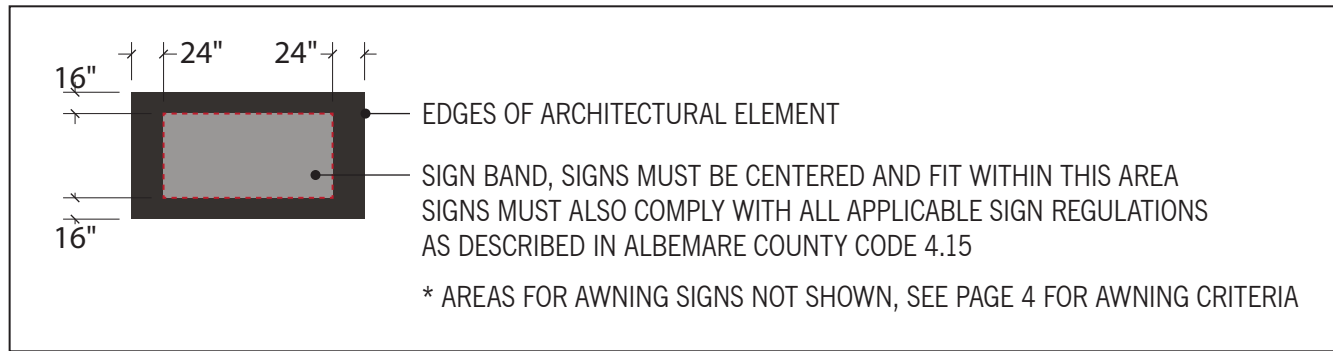 24" 24"
16"
EDGES OF ARCHITECTURAL ELEMENT
SIGN BAND, SIGNS MUST BE CENTERED AND FIT WITHIN THIS AREA
SIGNS MUST ALSO COMPLY WITH ALL APPLICABLE SIGN REGULATIONS
16"
AS DESCRIBED IN ALBEMARE COUNTY CODE 4.15
* AREAS FOR AWNING SIGNS NOT SHOWN, SEE PAGE 4 FOR AWNING CRITERIA